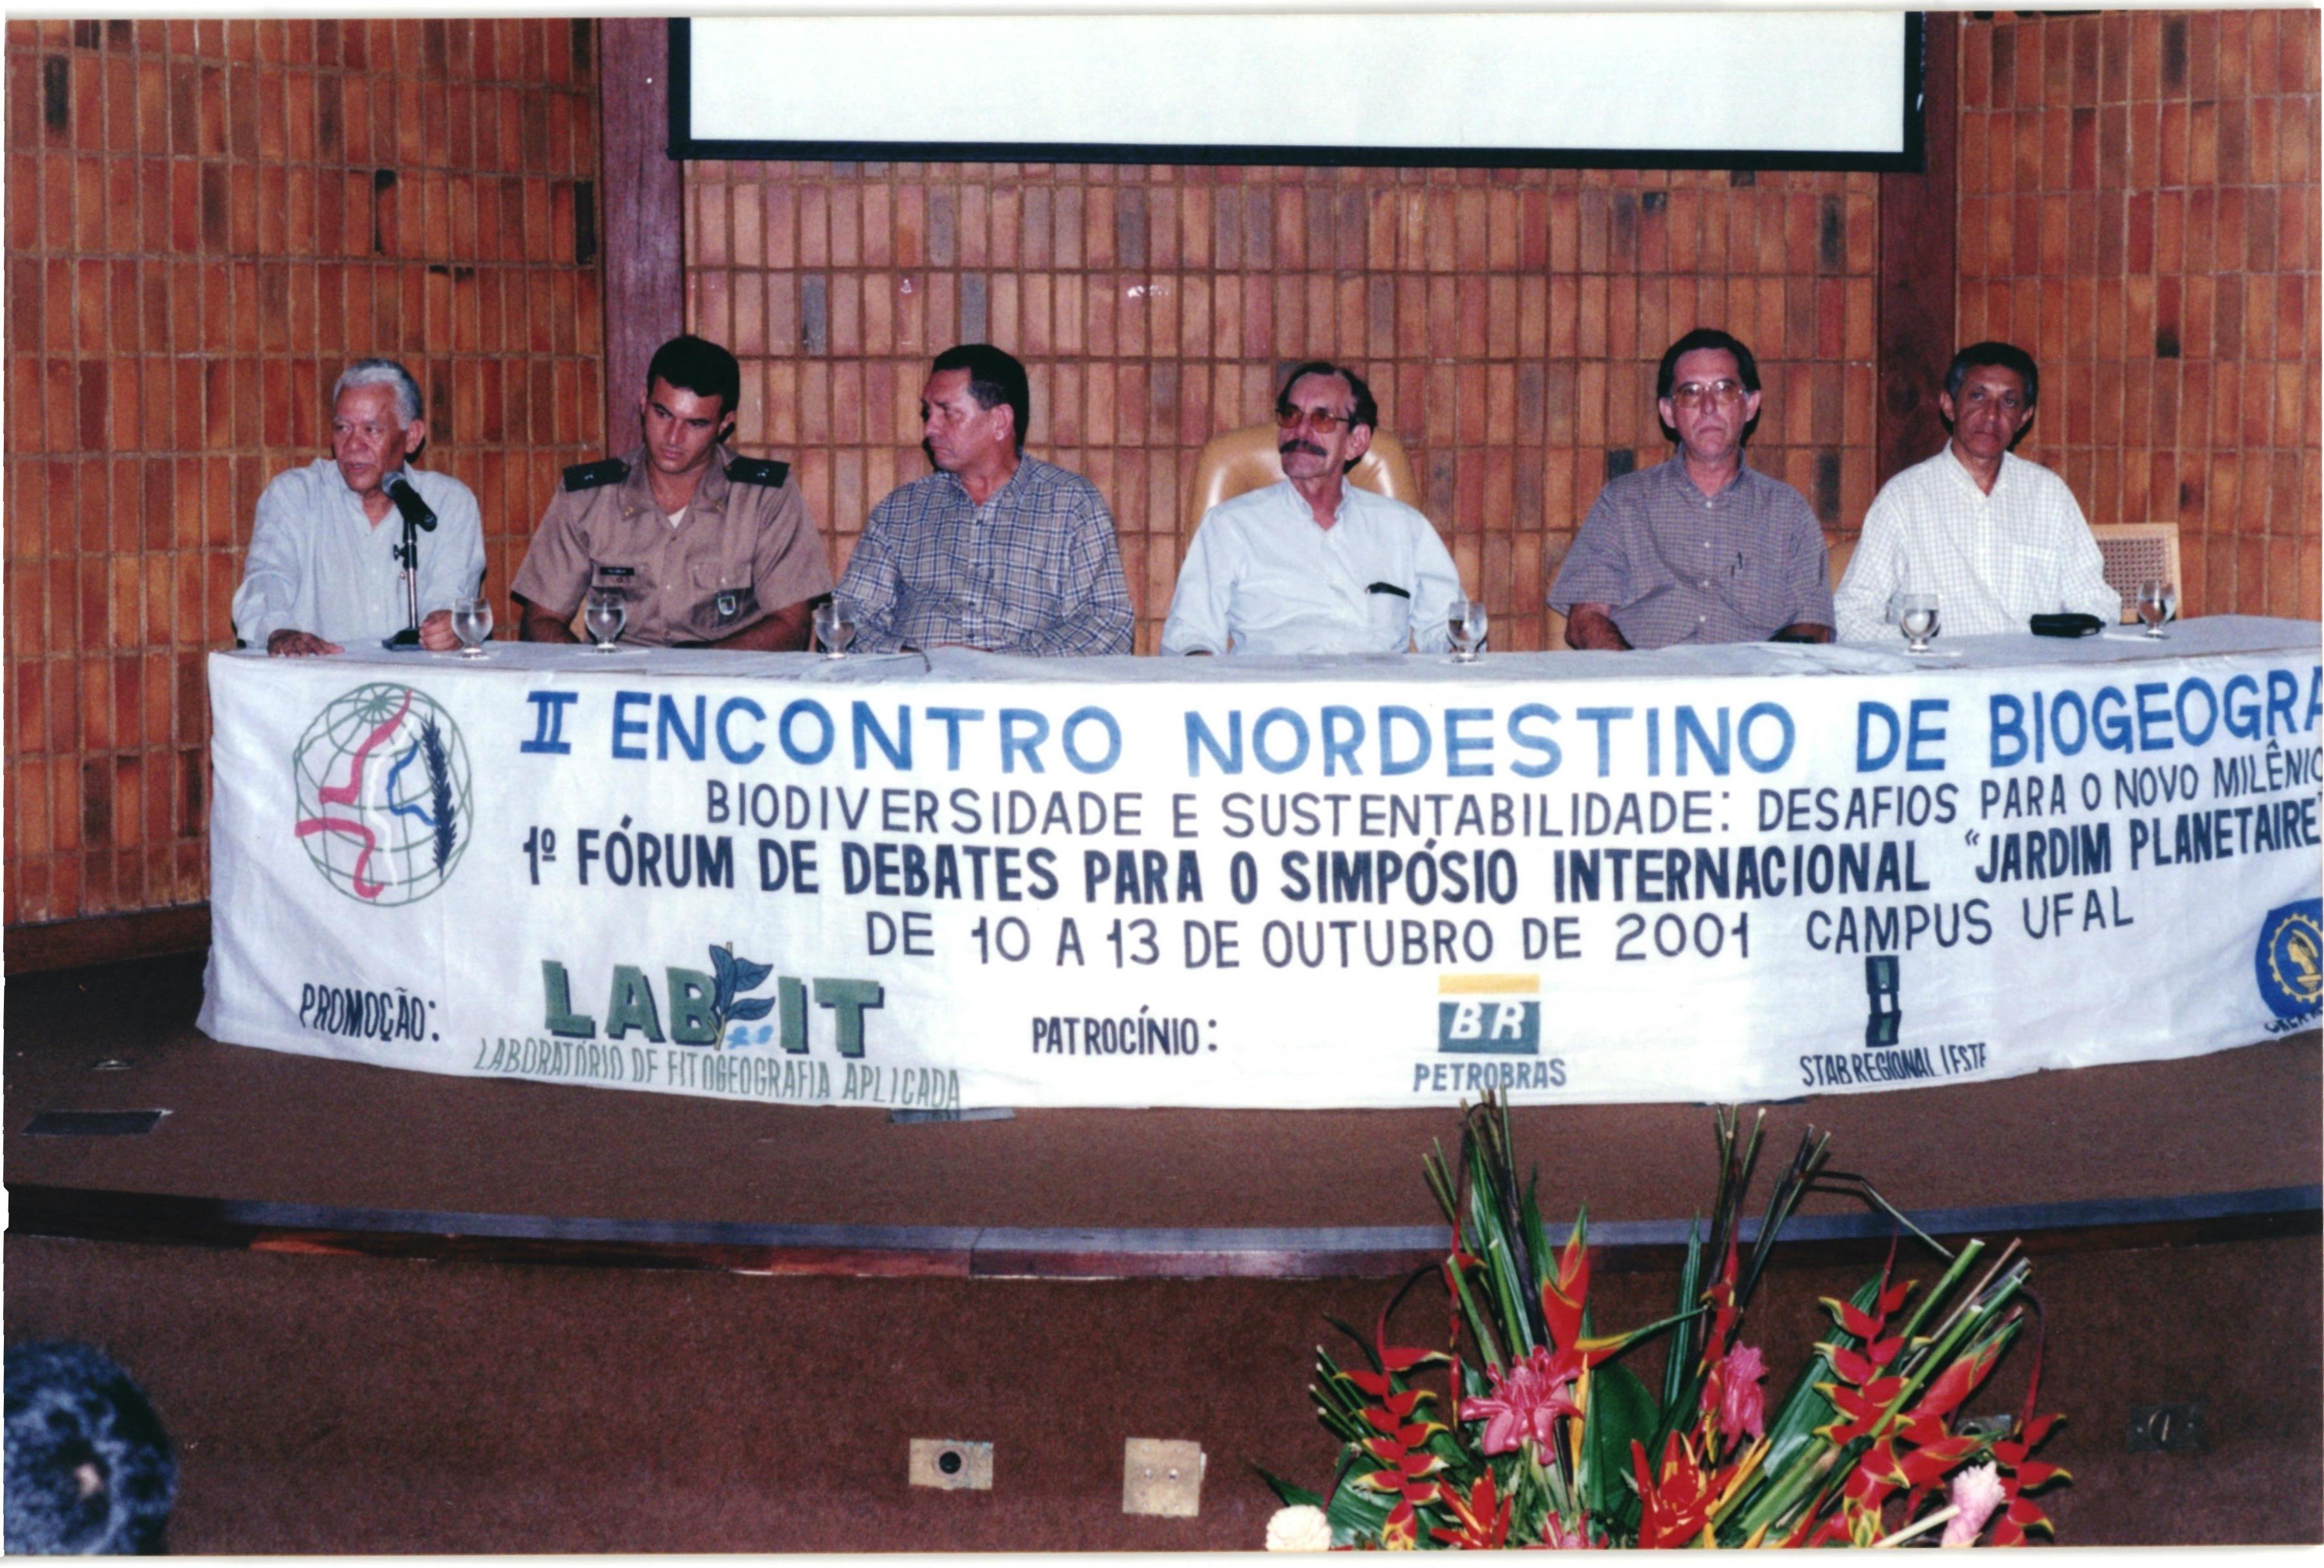 II ENCONTRO NORDESTINO DE BIOGEOGRA
BIODIVERSIDADE E SUSTENTABILIDADE: DESAFIOS PARA O NOVO MILÊNIO
1º FÓRUM DE DEBATES PARA O SIMPÓSIO INTERNACIONAL "JARDIM PLANETAIRE"
DE 10 A 13 DE OUTUBRO DE 2001 CAMPUS UFAL
PROMOÇÃO:
LABFIT
LABORATÓRIO DE FITOGEOGRAFIA APLICADA
PATROCÍNIO:
BR
PETROBRAS
STAB REGIONAL LESTE